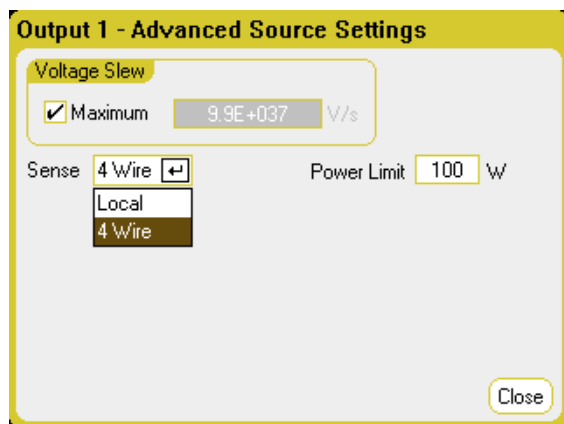 Output 1 - Advanced Source Settings
Voltage Slew
Maximum 9.9E+037 V/s
Sense 4 Wire Power Limit 100 W
Local
4 Wire
Close